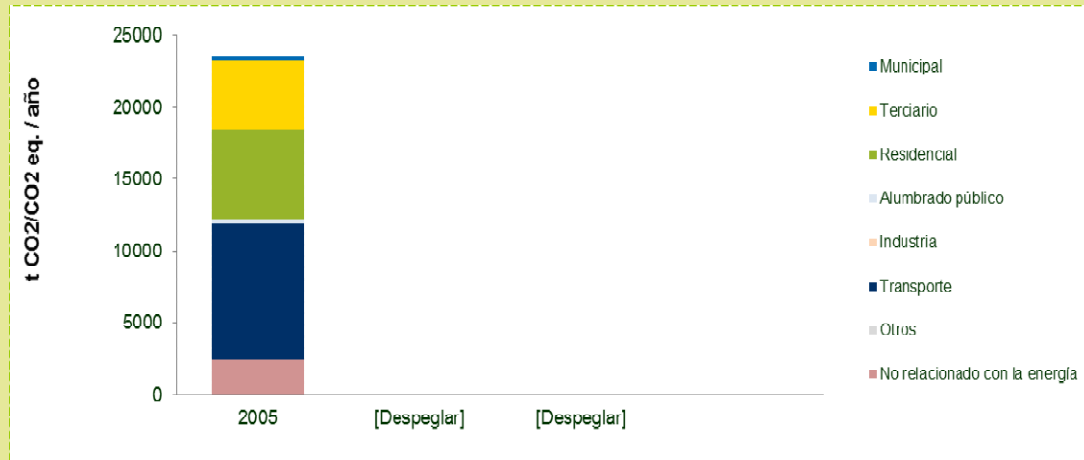 t CO2/CO2 eq. / año
25000
20000
15000
10000
5000
0
2005
[Despeglar]
[Despeglar]
Municipal
Terciario
Residencial
Alumbrado público
Industria
Transporte
Otros
No relacionado con la energía